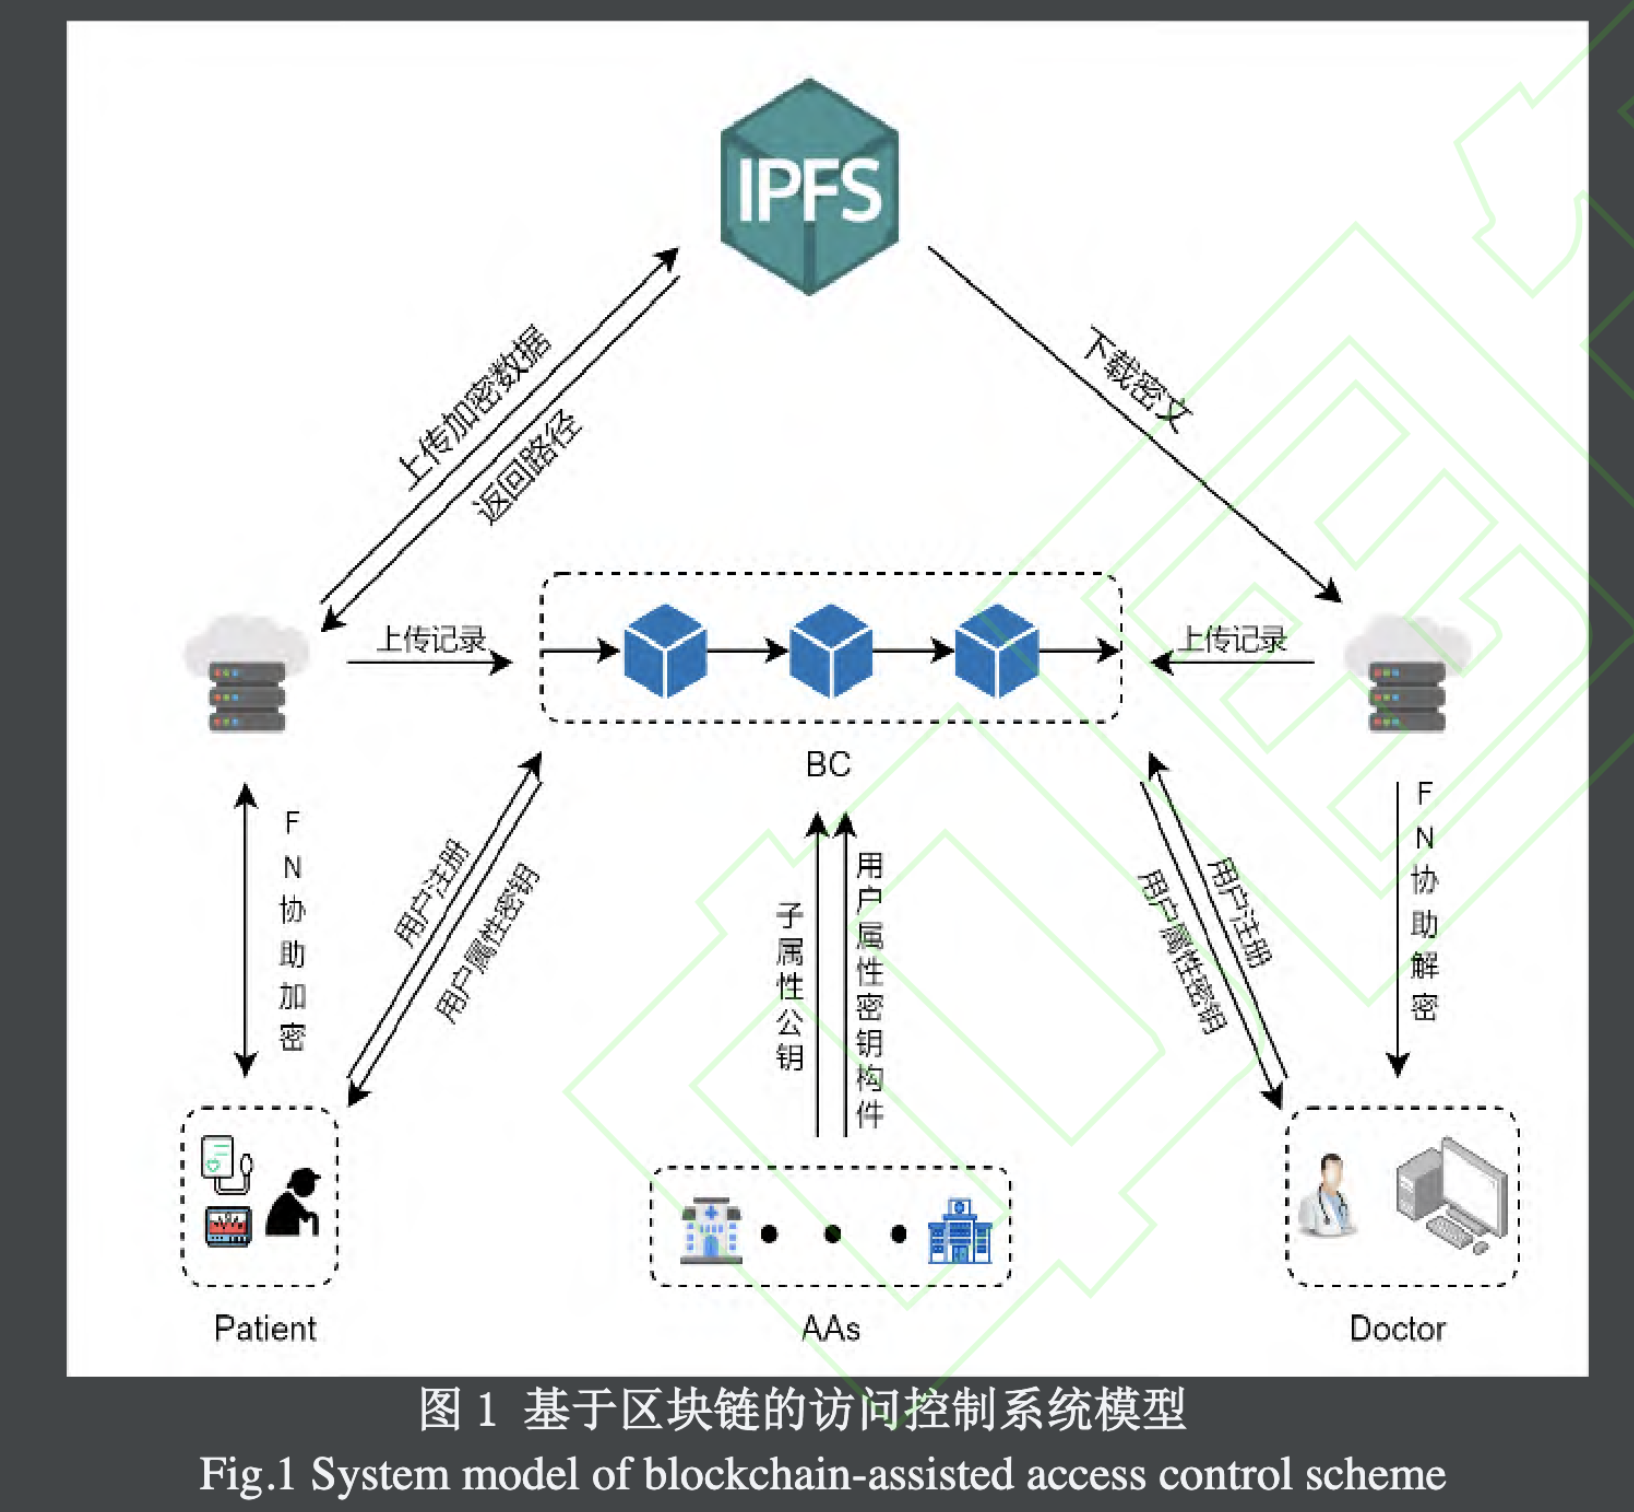 IPFS
上传加密数据
返回路径
下载密文
上传记录
上传记录
BC
FN协助加密
用户注册
用户属性密钥
子属性公钥
用户属性密钥构件
用户注册
用户属性密钥
FN协助解密
Patient
AAs
Doctor
图 1 基于区块链的访问控制系统模型
Fig.1 System model of blockchain-assisted access control scheme